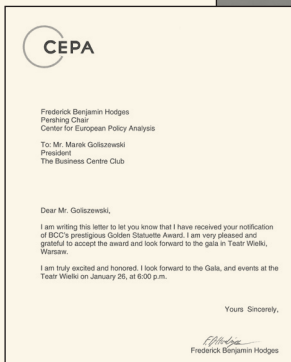 CEPA
Frederick Benjamin Hodges
Pershing Chair
Center for European Policy Analysis
To: Mr. Marek Goliszewski
President
The Business Centre Club
Dear Mr. Goliszewski,
I am writing this letter to let you know that I have received your notification
of BCC's prestigious Golden Statuette Award. I am very pleased and
grateful to accept the award and look forward to the gala in Teatr Wielki,
Warsaw.
I am truly excited and honored. I look forward to the Gala, and events at the
Teatr Wielki on January 26, at 6:00 p.m.
Yours Sincerely,
Frederick Benjamin Hodges